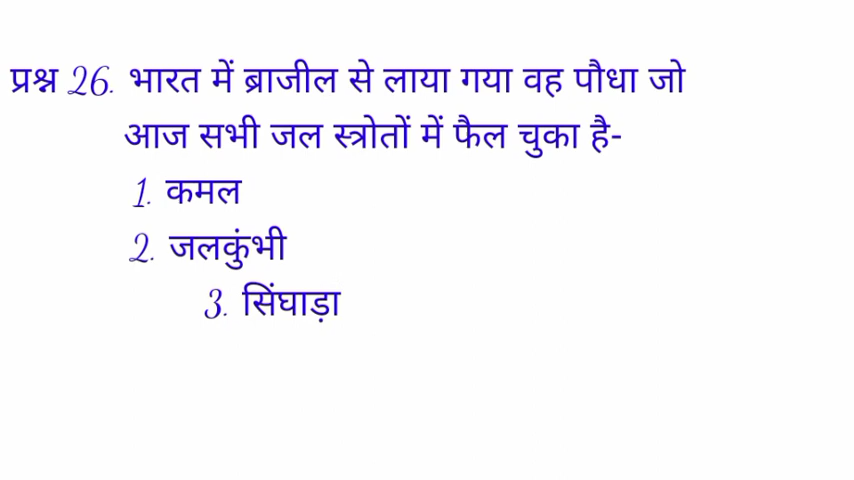 प्रश्न 26. भारत में ब्राजील से लाया गया वह पौधा जो
आज सभी जल स्त्रोतों में फैल चुका है-
1. कमल
2. जलकुंभी
3. सिंघाड़ा